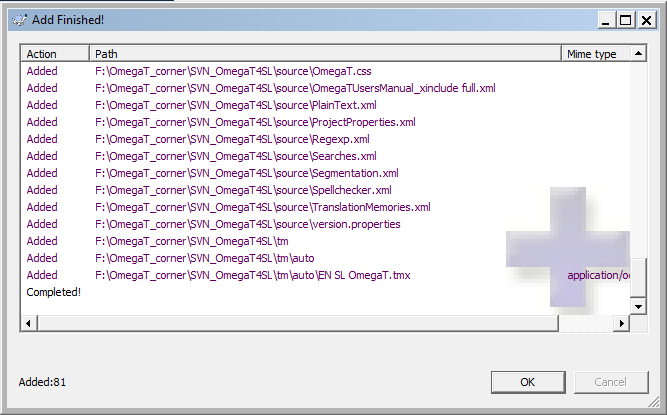 Add Finished!
Action Path Mime type
Added F:\OmegaT_corner\SVN_OmegaT4SL\source\OmegaT.css
Added F:\OmegaT_corner\SVN_OmegaT4SL\source\OmegaTUsersManual_xinclude full.xml
Added F:\OmegaT_corner\SVN_OmegaT4SL\source\PlainText.xml
Added F:\OmegaT_corner\SVN_OmegaT4SL\source\ProjectProperties.xml
Added F:\OmegaT_corner\SVN_OmegaT4SL\source\Regexp.xml
Added F:\OmegaT_corner\SVN_OmegaT4SL\source\Searches.xml
Added F:\OmegaT_corner\SVN_OmegaT4SL\source\Segmentation.xml
Added F:\OmegaT_corner\SVN_OmegaT4SL\source\Spellchecker.xml
Added F:\OmegaT_corner\SVN_OmegaT4SL\source\TranslationMemories.xml
Added F:\OmegaT_corner\SVN_OmegaT4SL\source\version.properties
Added F:\OmegaT_corner\SVN_OmegaT4SL\tm
Added F:\OmegaT_corner\SVN_OmegaT4SL\tm\auto
Added F:\OmegaT_corner\SVN_OmegaT4SL\tm\auto\EN SL OmegaT.tmx application/o
Completed!
Added:81 OK Cancel